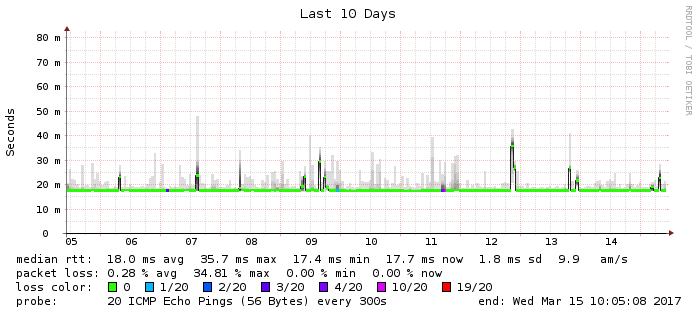 Last 10 Days
RRDTOOL / TOBI OETIKER
Seconds
80 m
70 m
60 m
50 m
40 m
30 m
20 m
10 m
0
05 06 07 08 09 10 11 12 13 14
median rtt: 18.0 ms avg 35.7 ms max 17.4 ms min 17.7 ms now 1.8 ms sd 9.9 am/s
packet loss: 0.28 % avg 34.81 % max 0.00 % min 0.00 % now
loss color: 0 1/20 2/20 3/20 4/20 10/20 19/20
probe: 20 ICMP Echo Pings (56 Bytes) every 300s end: Wed Mar 15 10:05:08 2017